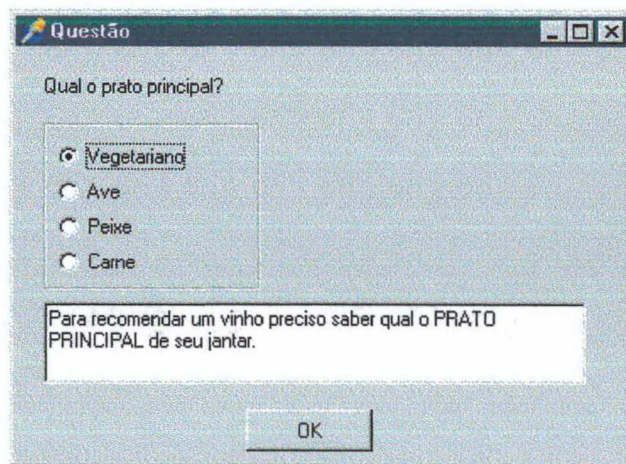 Questão
Qual o prato principal?
Vegetariano
Ave
Peixe
Carne
Para recomendar um vinho preciso saber qual o PRATO
PRINCIPAL de seu jantar.
OK